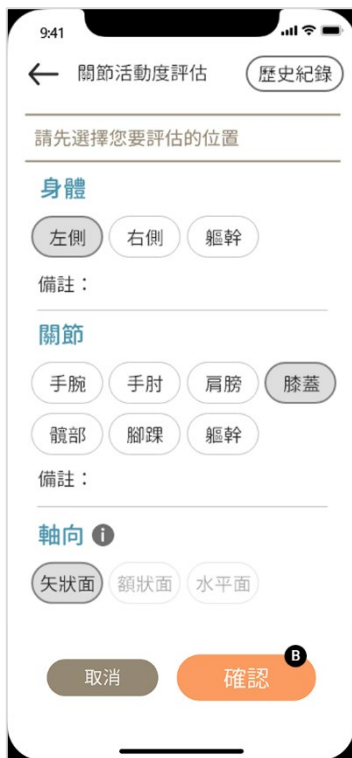 9:41
關節活動度評估 歷史紀錄
請先選擇您要評估的位置
身體
左側 右側 軀幹
備註：
關節
手腕 手肘 肩膀 膝蓋
髖部 腳踝 軀幹
備註：
軸向 i
矢狀面 額狀面 水平面
B
取消 確認